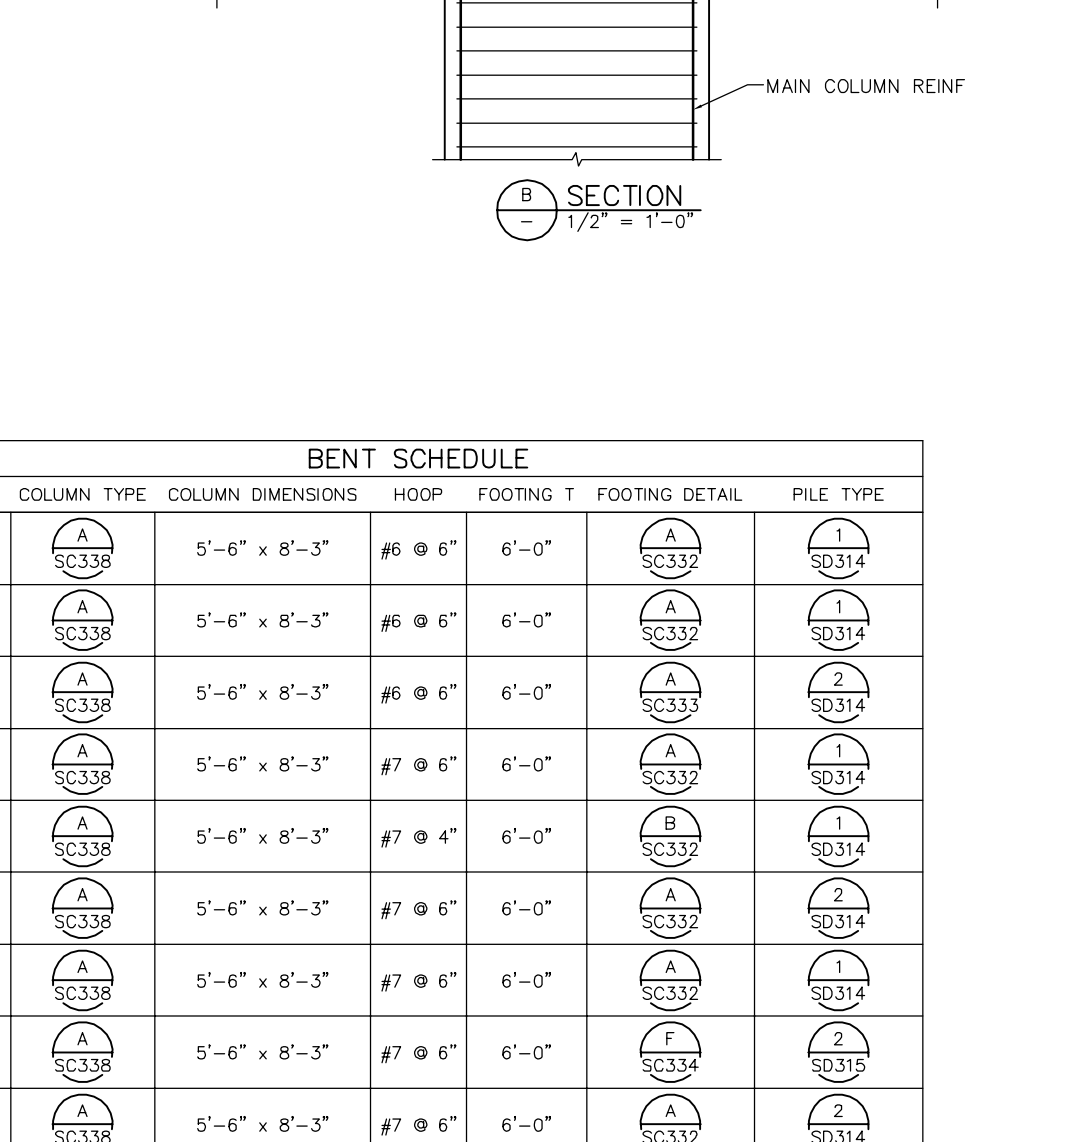 MAIN COLUMN REINF
B
SECTION
–
1/2” = 1’–0”
BENT SCHEDULE
COLUMN TYPE COLUMN DIMENSIONS HOOP FOOTING T FOOTING DETAIL PILE TYPE
A A 1
5’–6” x 8’–3” #6 @ 6” 6’–0”
SC338 SC332 SD314
A A 1
5’–6” x 8’–3” #6 @ 6” 6’–0”
SC338 SC332 SD314
A A 2
5’–6” x 8’–3” #6 @ 6” 6’–0”
SC338 SC333 SD314
A A 1
5’–6” x 8’–3” #7 @ 6” 6’–0”
SC338 SC332 SD314
A B 1
5’–6” x 8’–3” #7 @ 4” 6’–0”
SC338 SC332 SD314
A A 2
5’–6” x 8’–3” #7 @ 6” 6’–0”
SC338 SC332 SD314
A A 1
5’–6” x 8’–3” #7 @ 6” 6’–0”
SC338 SC332 SD314
A F 2
5’–6” x 8’–3” #7 @ 6” 6’–0”
SC338 SC334 SD315
A A 2
5’–6” x 8’–3” #7 @ 6” 6’–0”
SC338 SC332 SD314